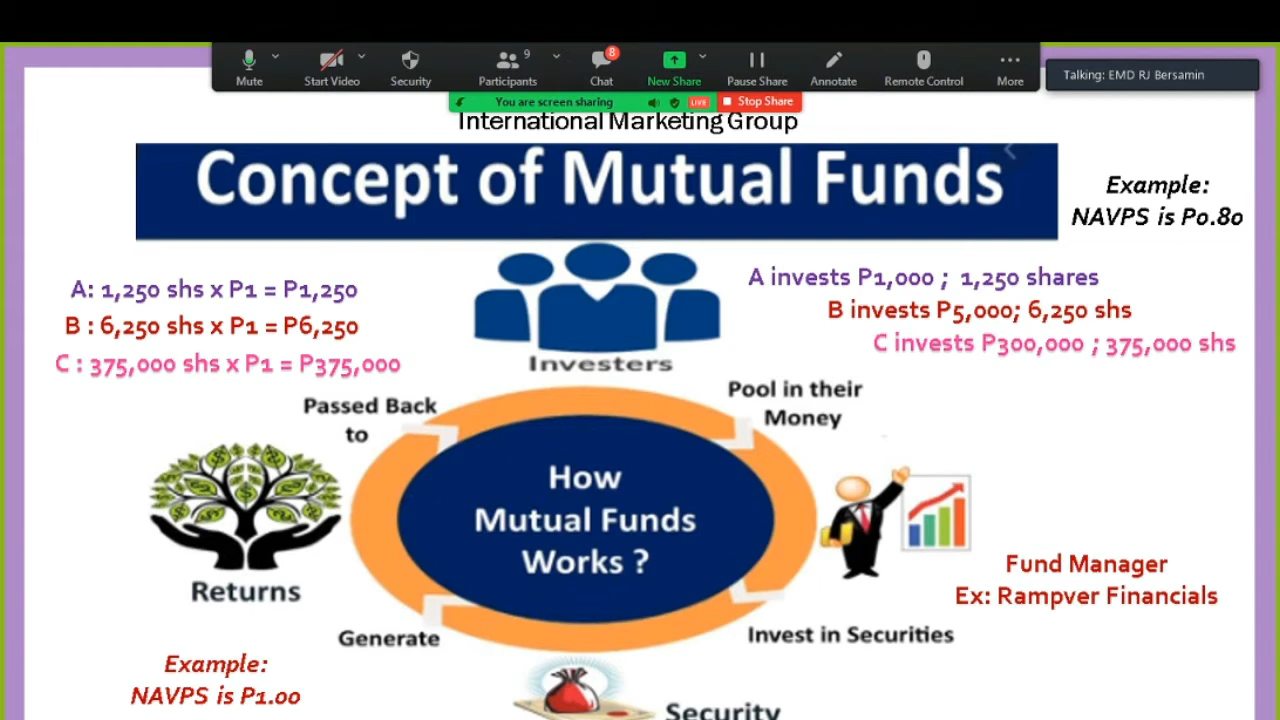 Mute
Start Video
Security
Participants
9
Chat
8
New Share
Pause Share
Annotate
Remote Control
More
Talking: EMD RJ Bersamin
You are screen sharing
LIVE
Stop Share
International Marketing Group
Concept of Mutual Funds
Example:
NAVPS is P0.80
A: 1,250 shs x P1 = P1,250
B : 6,250 shs x P1 = P6,250
C : 375,000 shs x P1 = P375,000
A invests P1,000 ; 1,250 shares
B invests P5,000; 6,250 shs
C invests P300,000 ; 375,000 shs
Investers
Passed Back
to
Pool in their
Money
How
Mutual Funds
Works ?
Returns
Fund Manager
Ex: Rampver Financials
Generate
Invest in Securities
Example:
NAVPS is P1.00
Security